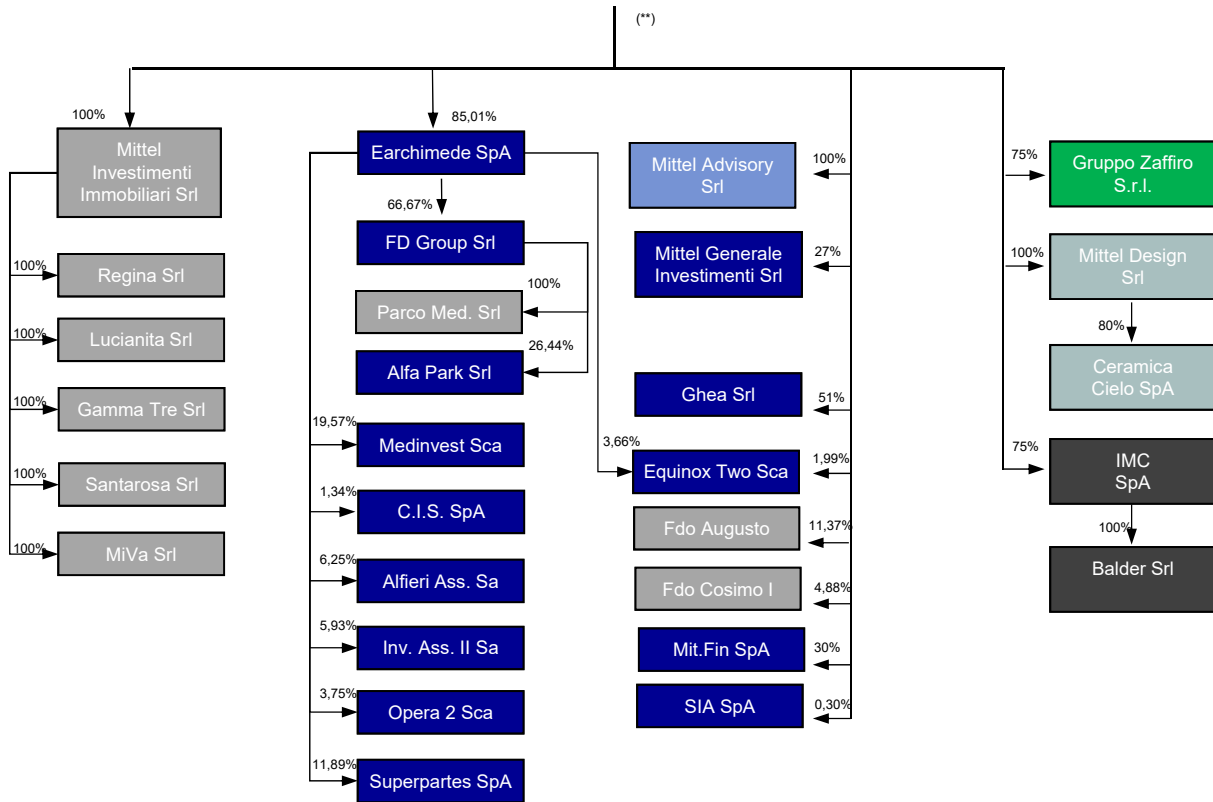 (**)
100%
Mittel
Investimenti
Immobiliari Srl
100%
Regina Srl
100%
Lucianita Srl
100%
Gamma Tre Srl
100%
Santarosa Srl
100%
MiVa Srl
85,01%
Earchimede SpA
66,67%
FD Group Srl
100%
Parco Med. Srl
26,44%
Alfa Park Srl
19,57%
Medinvest Sca
1,34%
C.I.S. SpA
6,25%
Alfieri Ass. Sa
5,93%
Inv. Ass. II Sa
3,75%
Opera 2 Sca
11,89%
Superpartes SpA
Mittel Advisory
Srl
100%
Mittel Generale
Investimenti Srl
27%
Ghea Srl
51%
3,66%
Equinox Two Sca
1,99%
Fdo Augusto
11,37%
Fdo Cosimo I
4,88%
Mit.Fin SpA
30%
SIA SpA
0,30%
75%
Gruppo Zaffiro
S.r.l.
100%
Mittel Design
Srl
80%
Ceramica
Cielo SpA
75%
IMC
SpA
100%
Balder Srl